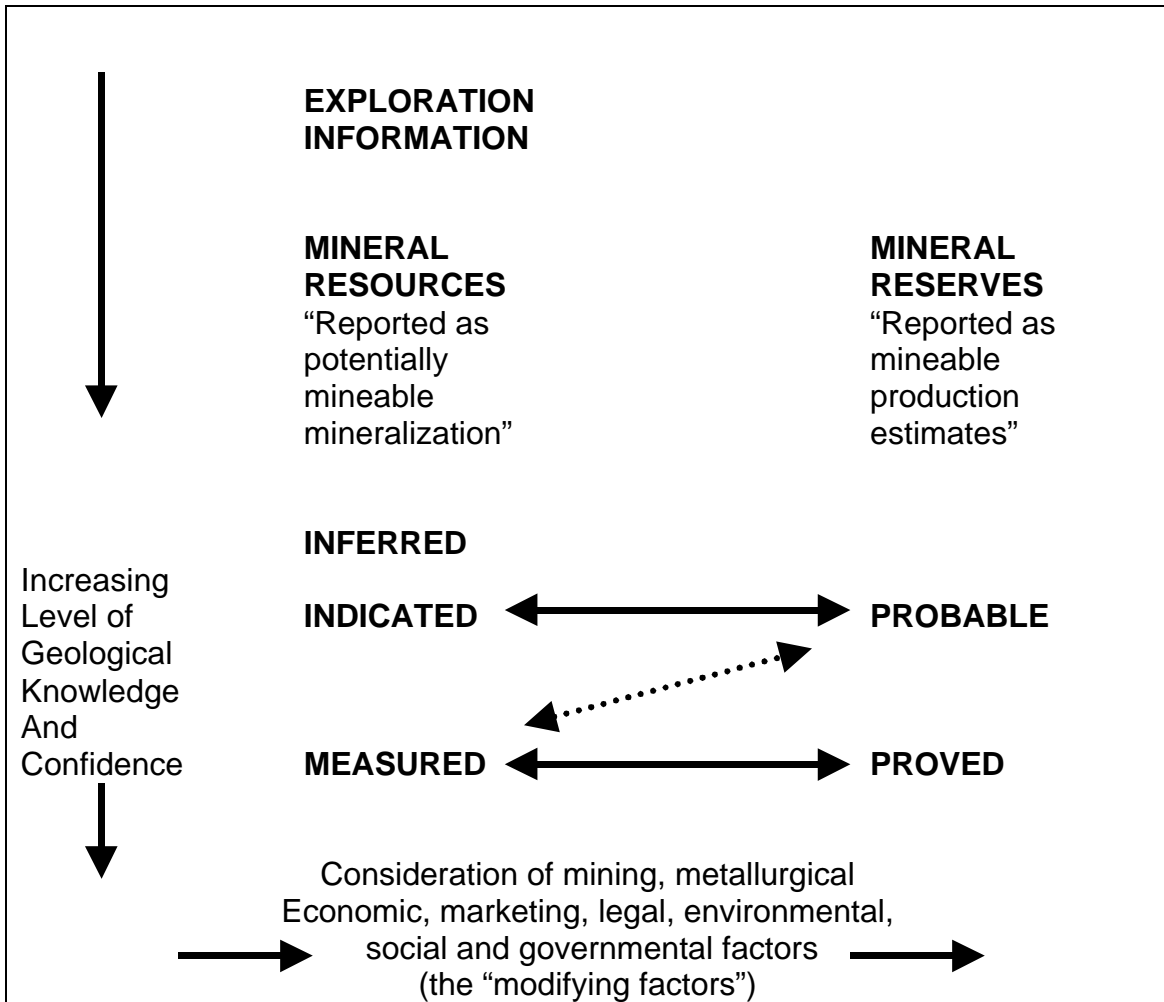 EXPLORATION
INFORMATION
MINERAL
RESOURCES
“Reported as
potentially
mineable
mineralization”
MINERAL
RESERVES
“Reported as
mineable
production
estimates”
Increasing
Level of
Geological
Knowledge
And
Confidence
INFERRED
INDICATED
PROBABLE
MEASURED
PROVED
Consideration of mining, metallurgical
Economic, marketing, legal, environmental,
social and governmental factors
(the “modifying factors”)